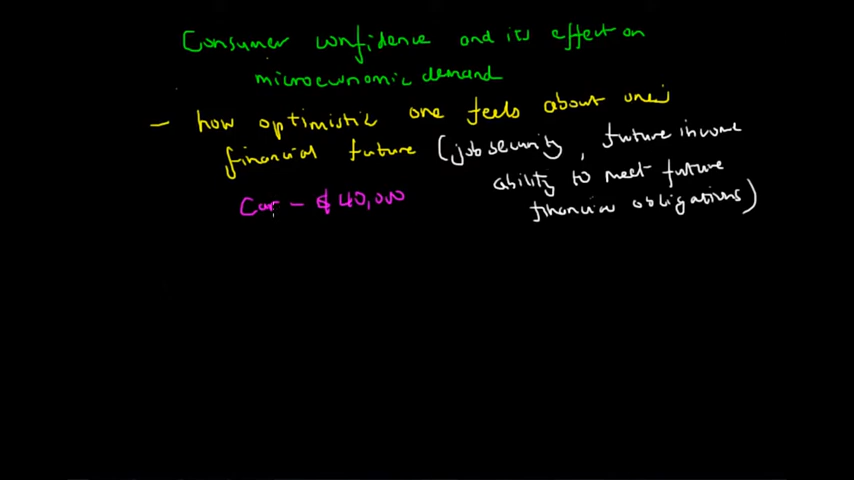 Consumer confidence and its effect on
microeconomic demand
- how optimistic one feels about one's
financial future (job security, future income
ability to meet future
financial obligations)
Car - $40,000